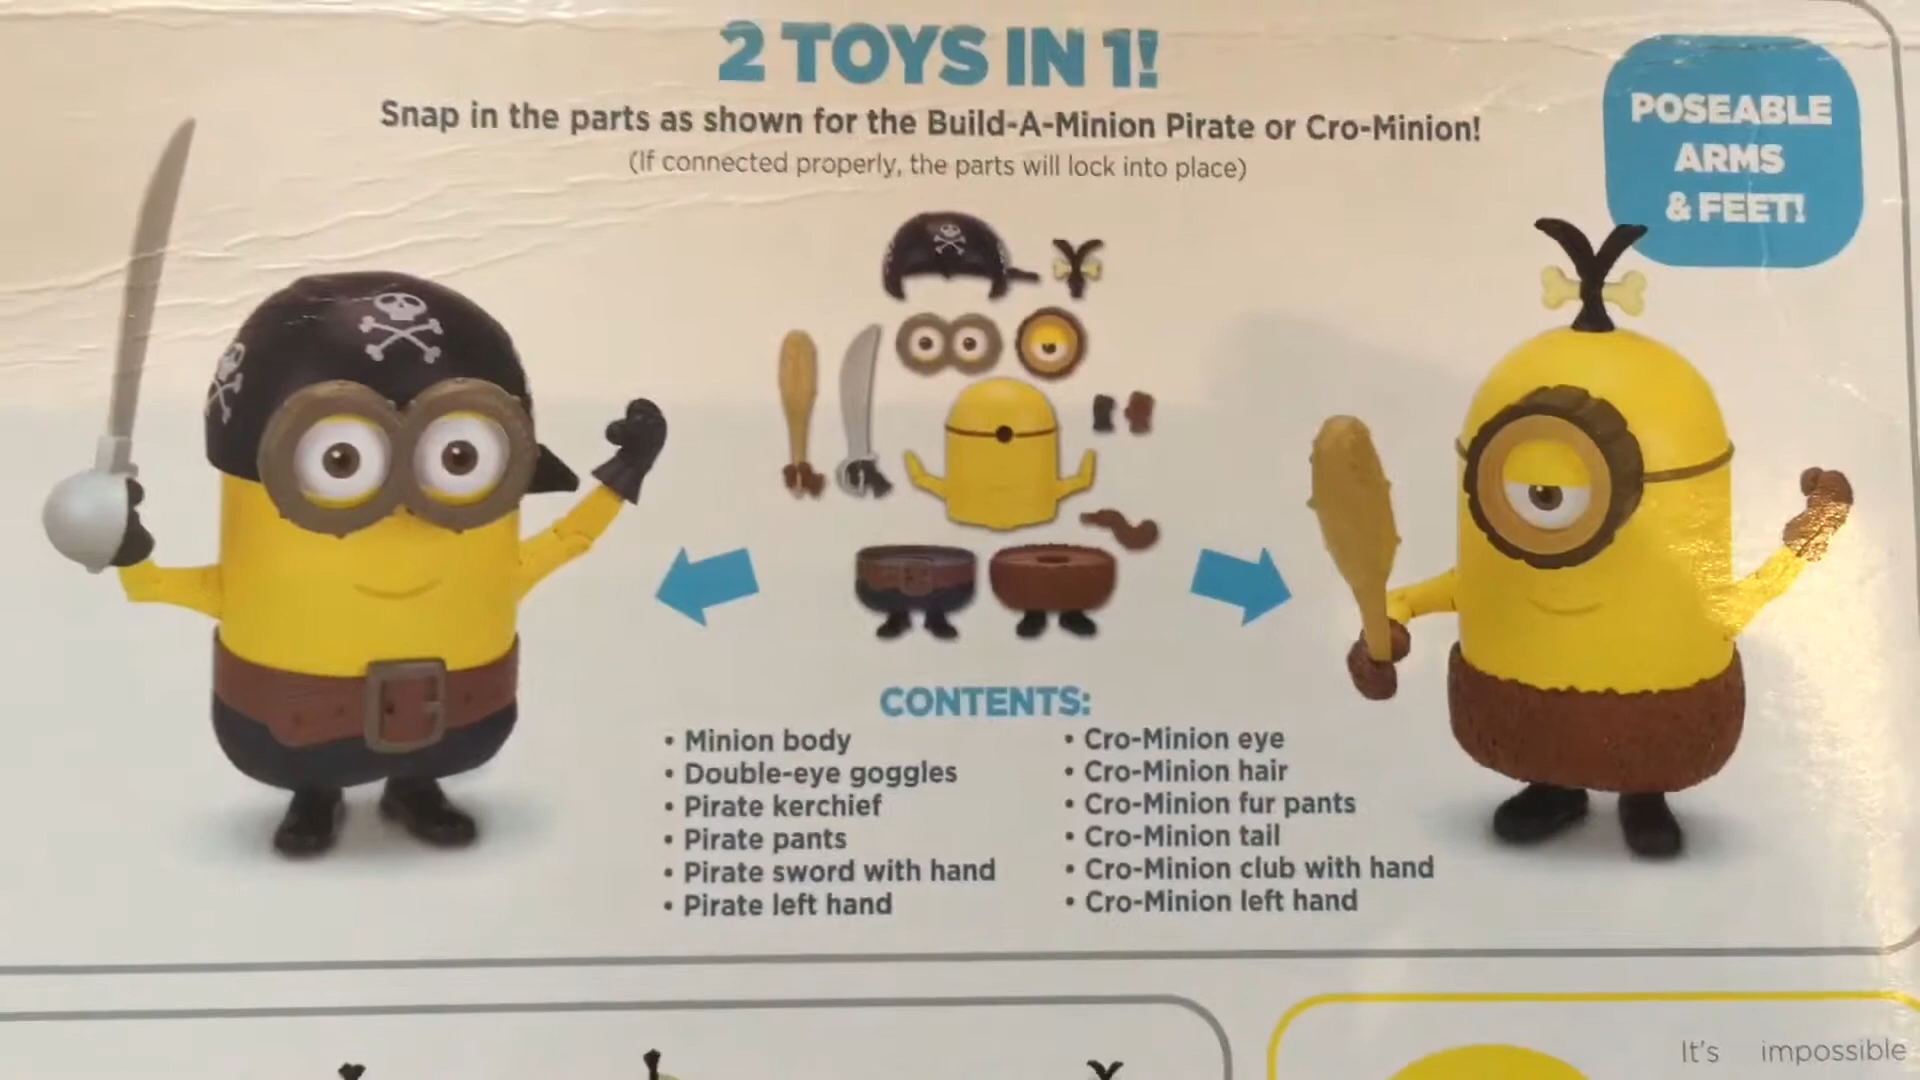 2 TOYS IN 1!
Snap in the parts as shown for the Build-A-Minion Pirate or Cro-Minion!
(If connected properly, the parts will lock into place)
POSEABLE
ARMS
& FEET!
CONTENTS:
• Minion body
• Double-eye goggles
• Pirate kerchief
• Pirate pants
• Pirate sword with hand
• Pirate left hand
• Cro-Minion eye
• Cro-Minion hair
• Cro-Minion fur pants
• Cro-Minion tail
• Cro-Minion club with hand
• Cro-Minion left hand
It's impossible